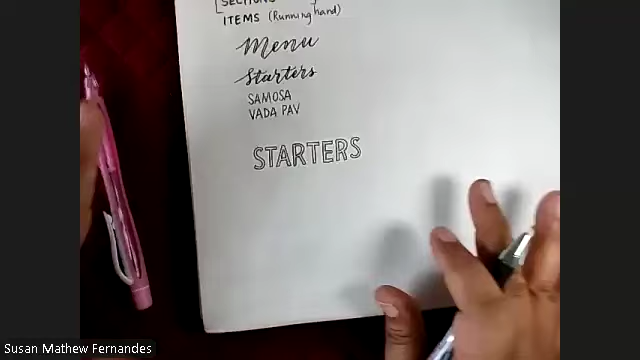 [SECTIONS]
ITEMS (Running hand)
Menu
Starters
SAMOSA
VADA PAV
STARTERS
Susan Mathew Fernandes